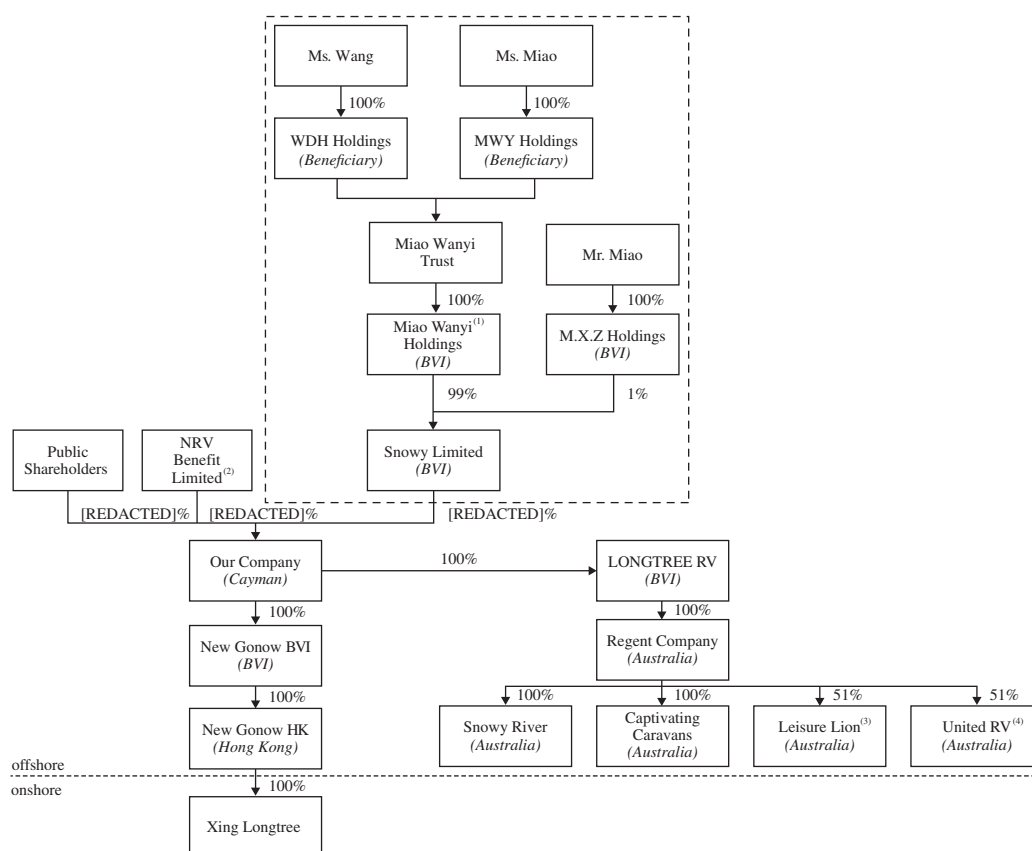 Ms. Wang
Ms. Miao
100%
100%
WDH Holdings
(Beneficiary)
MWY Holdings
(Beneficiary)
Miao Wanyi
Trust
Mr. Miao
100%
100%
Miao Wanyi(1)
Holdings
(BVI)
M.X.Z Holdings
(BVI)
99%
1%
Public
Shareholders
NRV
Benefit
Limited(2)
Snowy Limited
(BVI)
[REDACTED]%
[REDACTED]%
[REDACTED]%
Our Company
(Cayman)
100%
LONGTREE RV
(BVI)
100%
100%
New Gonow BVI
(BVI)
Regent Company
(Australia)
100%
100%
100%
51%
51%
New Gonow HK
(Hong Kong)
Snowy River
(Australia)
Captivating
Caravans
(Australia)
Leisure Lion(3)
(Australia)
United RV(4)
(Australia)
offshore
onshore
100%
Xing Longtree